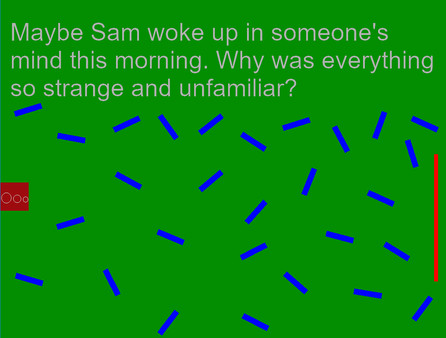 Maybe Sam woke up in someone's
mind this morning. Why was everything
so strange and unfamiliar?